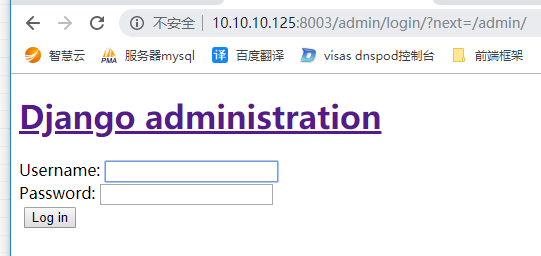 不安全 | 10.10.10.125:8003/admin/login/?next=/admin/
智慧云 PMA 服务器mysql 译 百度翻译 visas dnspod控制台 前端框架
Django administration
Username:
Password:
Log in